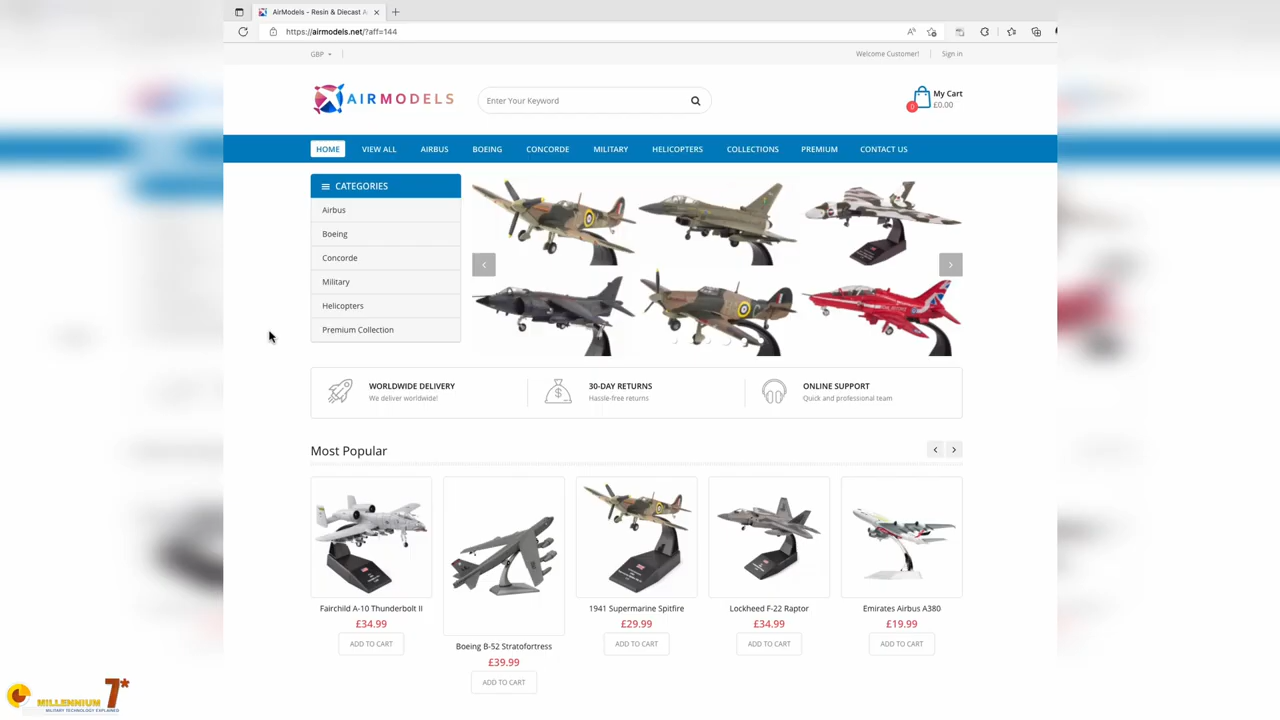 AirModels - Resin & Diecast A
https://airmodels.net/?aff=144
GBP
Welcome Customer!
Sign in
AIRMODELS
Enter Your Keyword
My Cart
0
£0.00
HOME
VIEW ALL
AIRBUS
BOEING
CONCORDE
MILITARY
HELICOPTERS
COLLECTIONS
PREMIUM
CONTACT US
CATEGORIES
Airbus
Boeing
Concorde
Military
Helicopters
Premium Collection
WORLDWIDE DELIVERY
We deliver worldwide!
30-DAY RETURNS
Hassle-free returns
ONLINE SUPPORT
Quick and professional team
Most Popular
Fairchild A-10 Thunderbolt II
£34.99
ADD TO CART
Boeing B-52 Stratofortress
£39.99
ADD TO CART
1941 Supermarine Spitfire
£29.99
ADD TO CART
Lockheed F-22 Raptor
£34.99
ADD TO CART
Emirates Airbus A380
£19.99
ADD TO CART
MILLENNIUM 7*
MILITARY TECHNOLOGY EXPLAINED